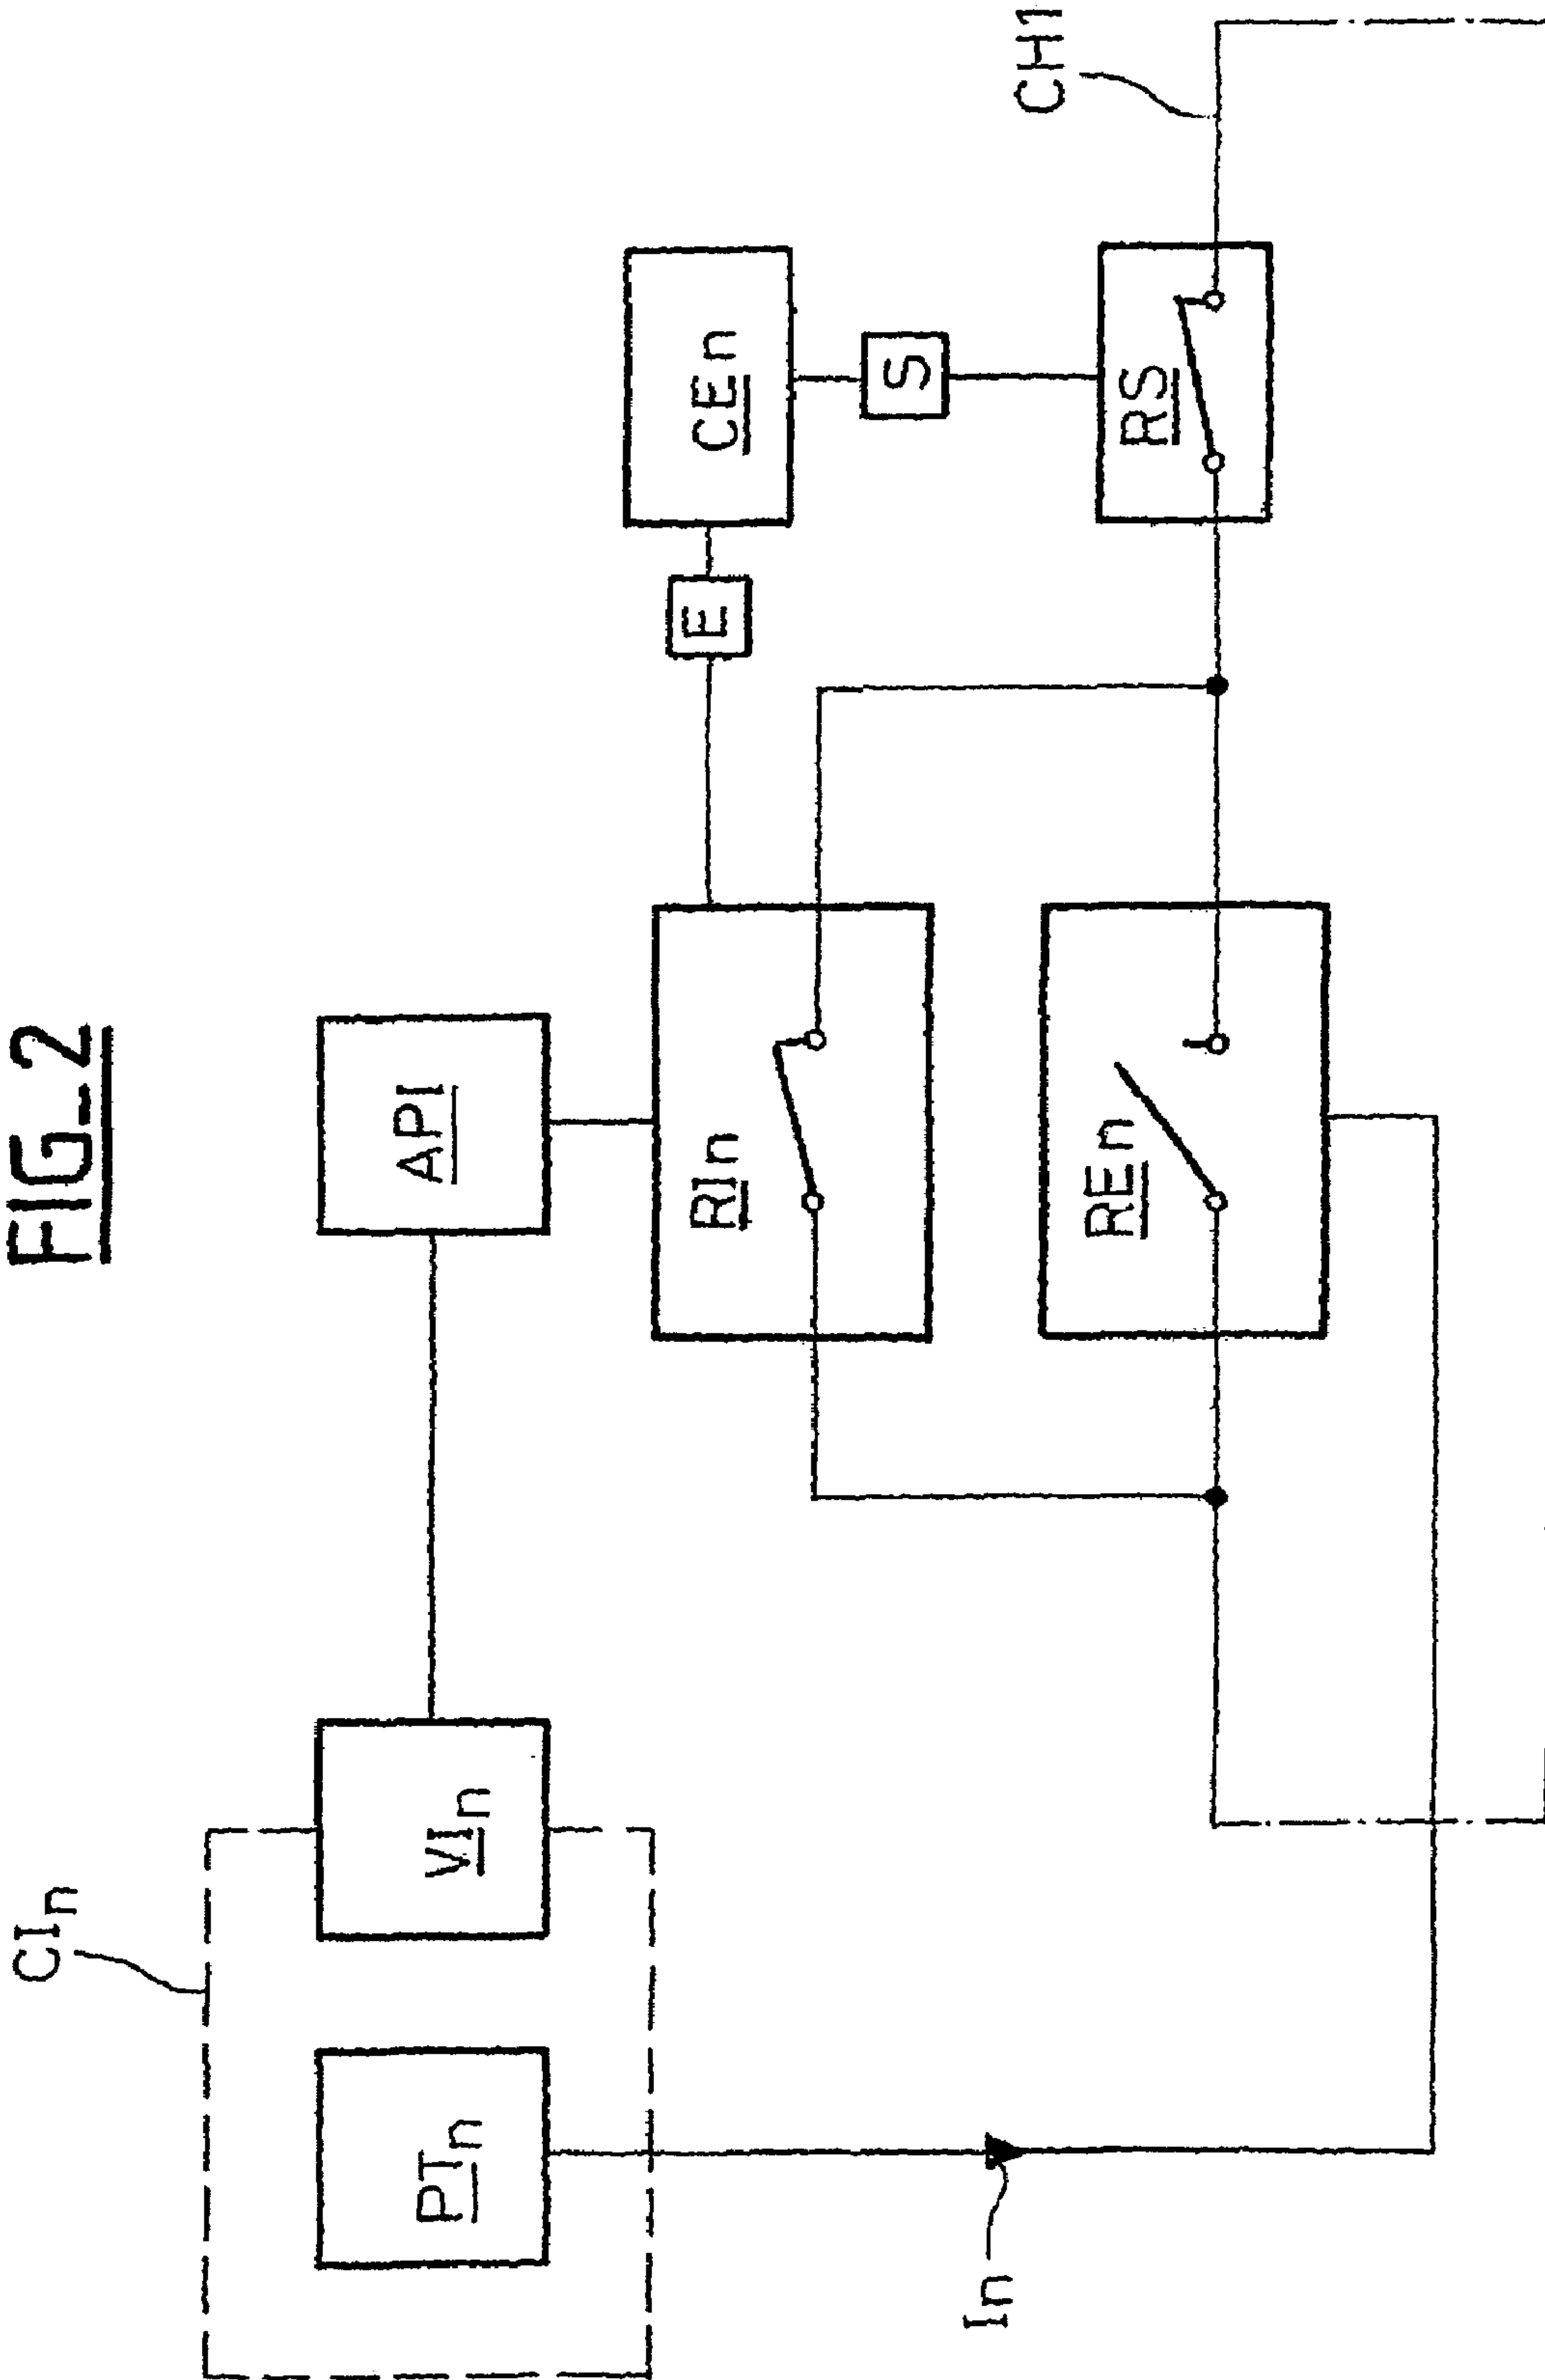 FIG_2
CIn
PTn
VIn
API
In
RIn
REn
E
CEn
S
RS
CH1